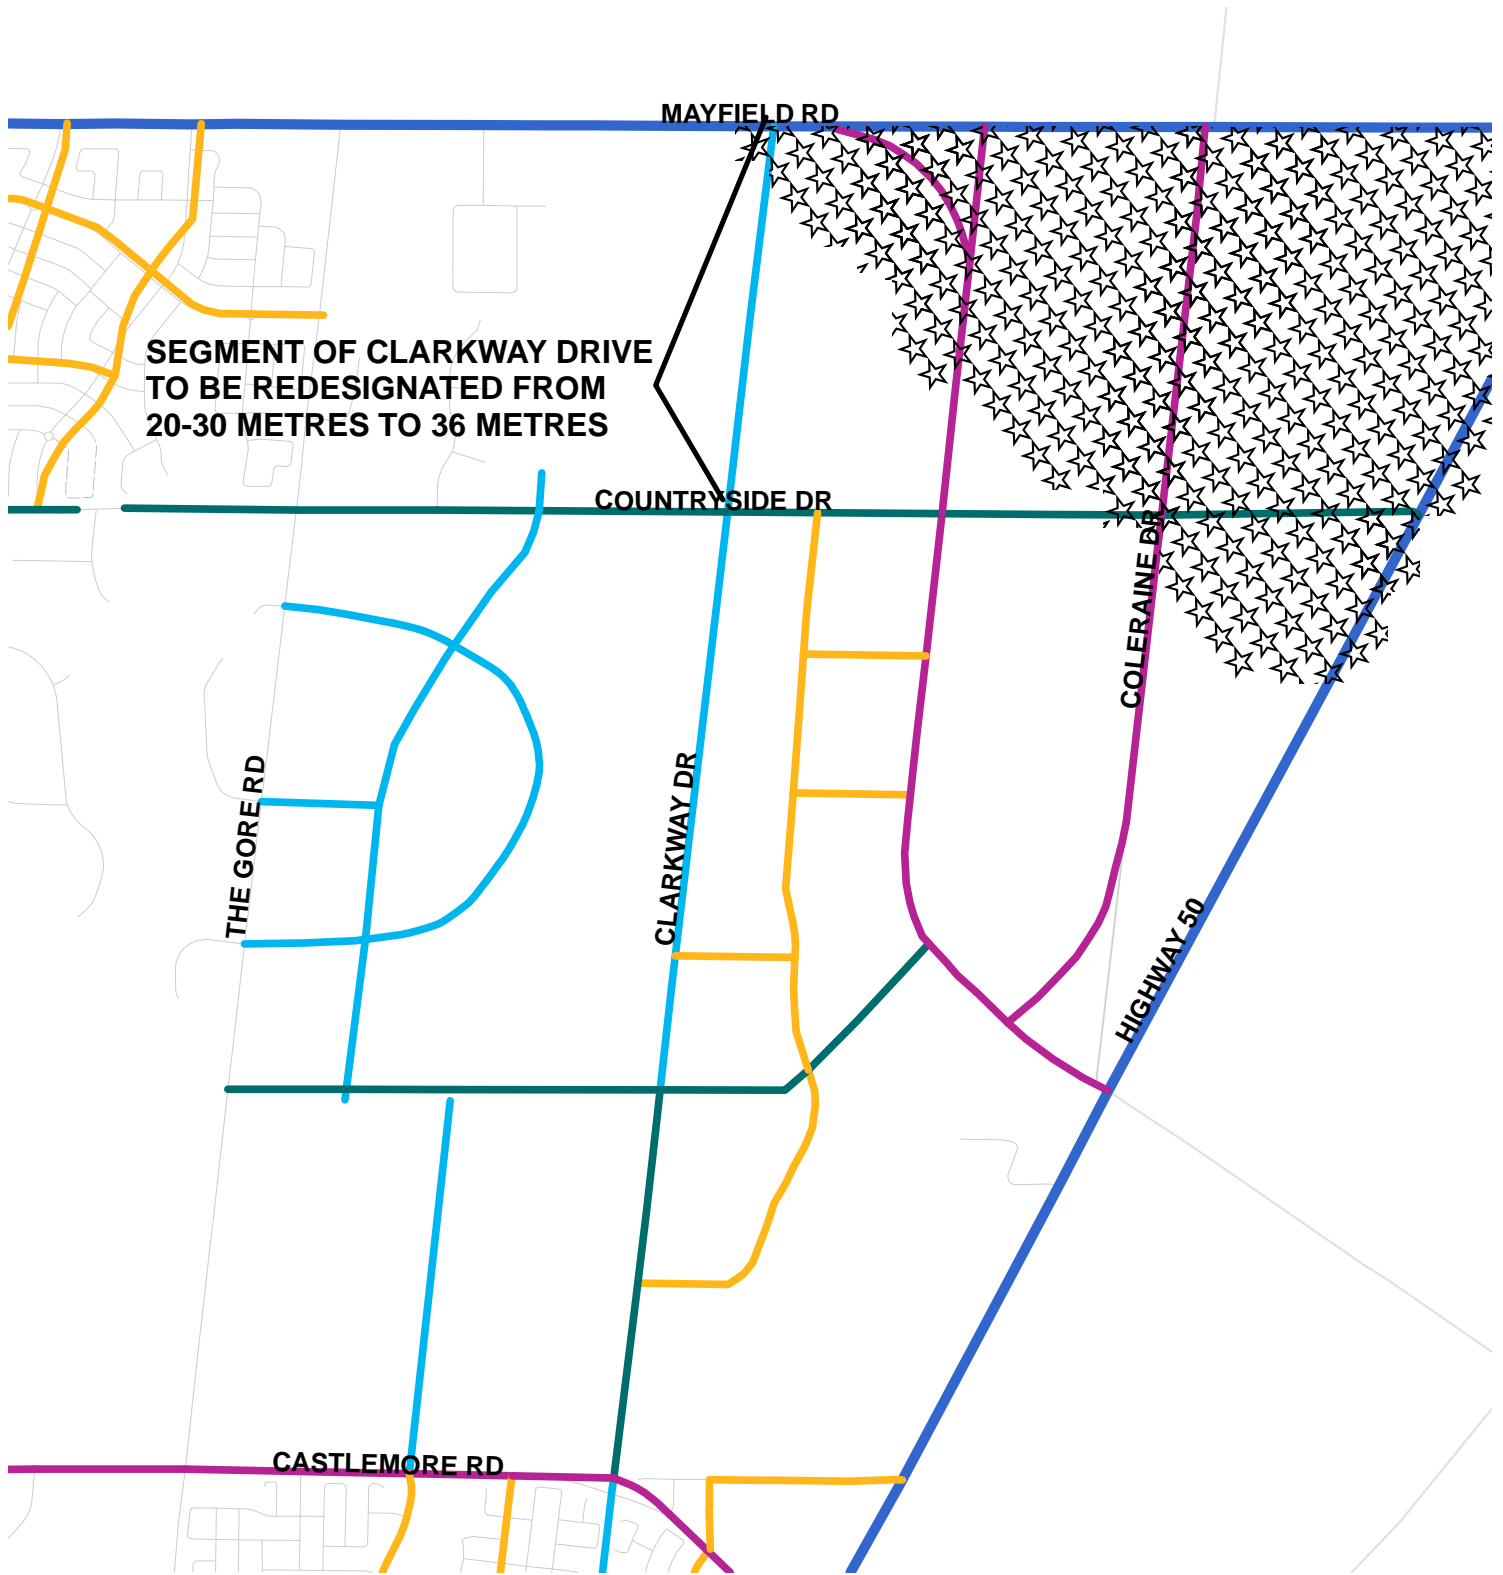 MAYFIELD RD
SEGMENT OF CLARKWAY DRIVE
TO BE REDESIGNATED FROM
20-30 METRES TO 36 METRES
COUNTRYSIDE DR
COLERAINE DR
THE GORE RD
CLARKWAY DR
HIGHWAY 50
CASTLEMORE RD